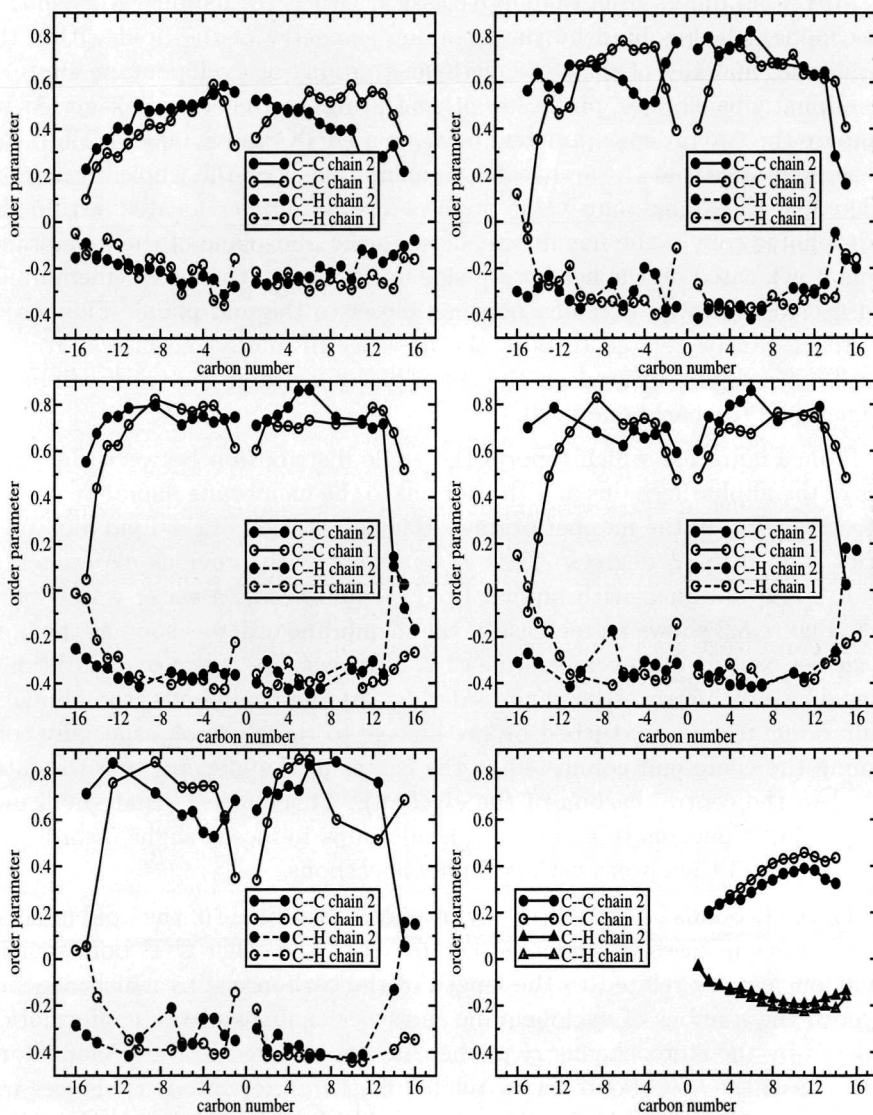 order parameter
0.8
0.6
0.4
0.2
0
-0.2
-0.4
C--C chain 2
C--C chain 1
C--H chain 2
C--H chain 1
-16 -12 -8 -4 0 4 8 12 16
carbon number
order parameter
0.8
0.6
0.4
0.2
0
-0.2
-0.4
C--C chain 2
C--C chain 1
C--H chain 2
C--H chain 1
-16 -12 -8 -4 0 4 8 12 16
carbon number
order parameter
0.8
0.6
0.4
0.2
0
-0.2
-0.4
C--C chain 2
C--C chain 1
C--H chain 2
C--H chain 1
-16 -12 -8 -4 0 4 8 12 16
carbon number
order parameter
0.8
0.6
0.4
0.2
0
-0.2
-0.4
C--C chain 2
C--C chain 1
C--H chain 2
C--H chain 1
-16 -12 -8 -4 0 4 8 12 16
carbon number
order parameter
0.8
0.6
0.4
0.2
0
-0.2
-0.4
C--C chain 2
C--C chain 1
C--H chain 2
C--H chain 1
-16 -12 -8 -4 0 4 8 12 16
carbon number
order parameter
0.8
0.6
0.4
0.2
0
-0.2
-0.4
C--C chain 2
C--C chain 1
C--H chain 2
C--H chain 1
-16 -12 -8 -4 0 4 8 12 16
carbon number